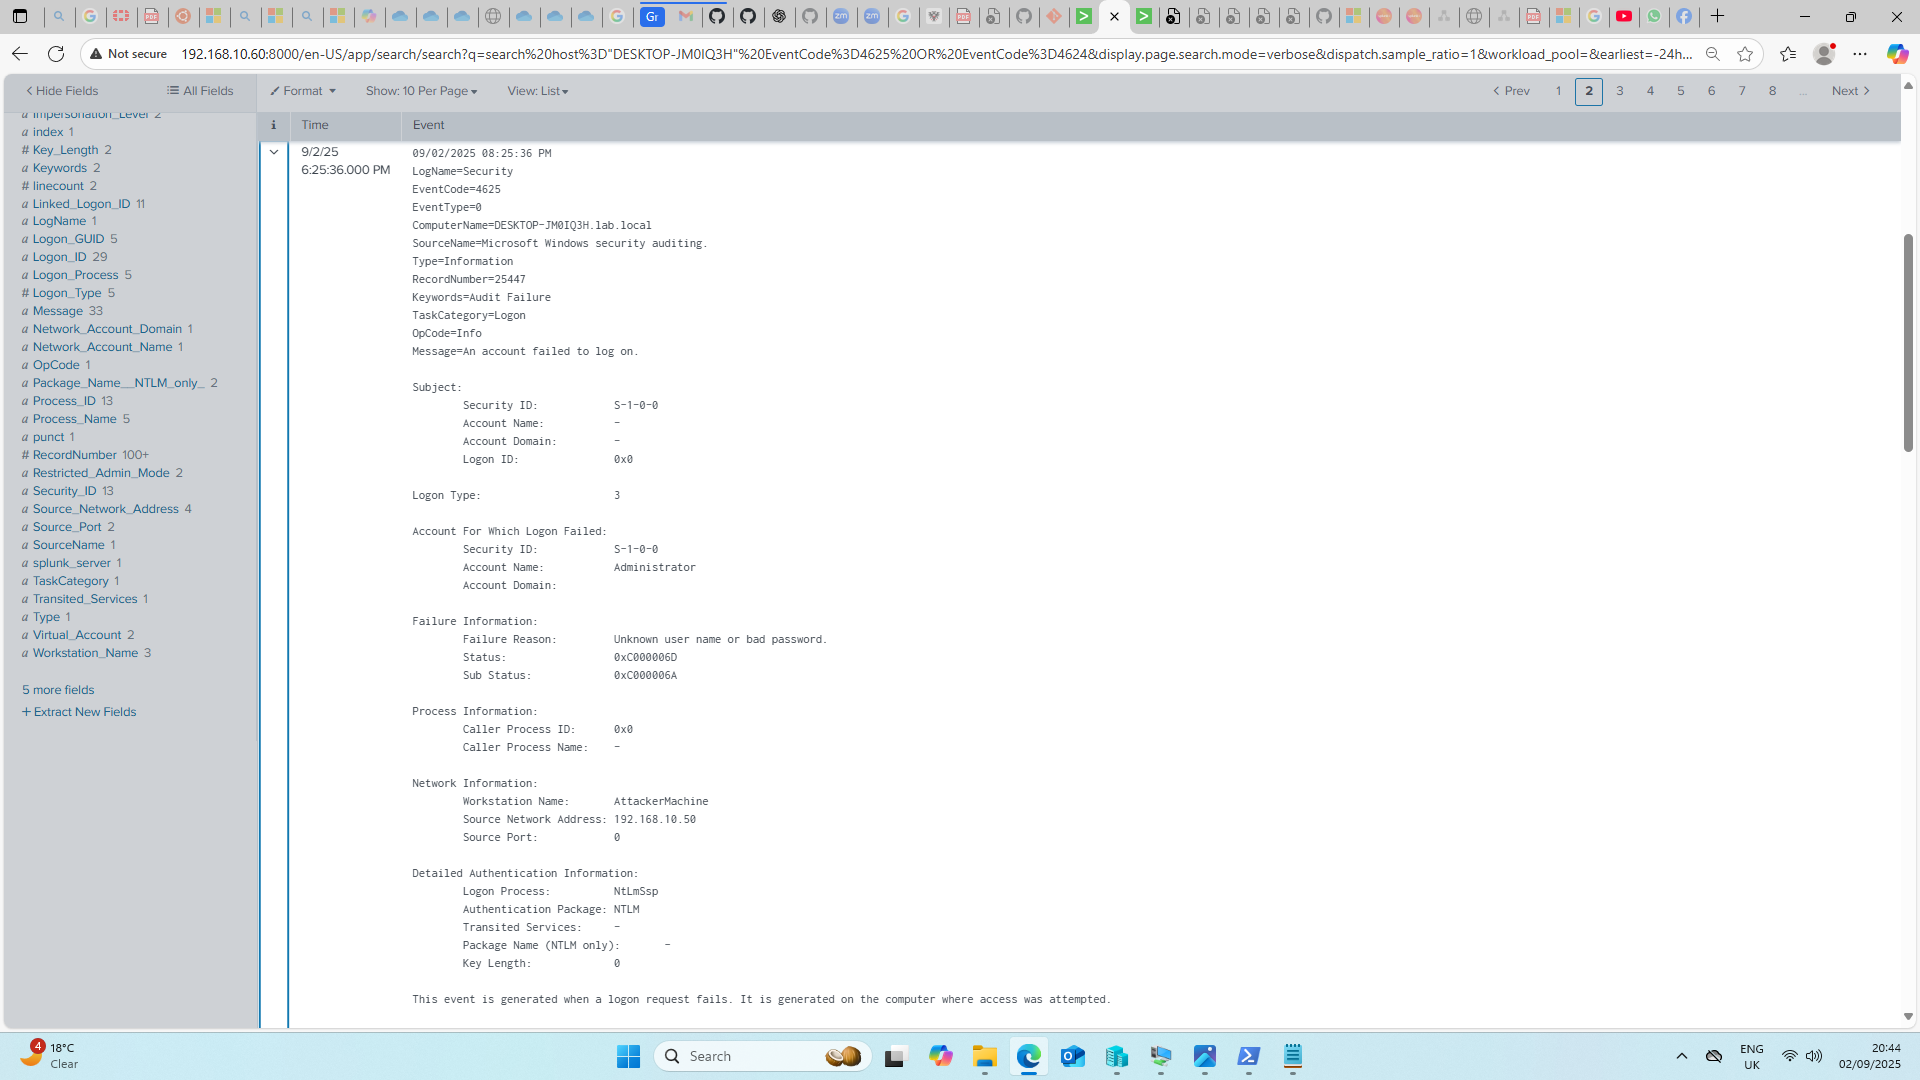 Gr
zm
zm
Not secure
192.168.10.60:8000/en-US/app/search/search?q=search%20host%3D"DESKTOP-JM0IQ3H"%20EventCode%3D4625%20OR%20EventCode%3D4624&display.page.search.mode=verbose&dispatch.sample_ratio=1&workload_pool=&earliest=-24h...
Hide Fields
All Fields
Format
Show: 10 Per Page
View: List
Prev
1
2
3
4
5
6
7
8
...
Next
i
Time
Event
a Impersonation_Level 2
a index 1
# Key_Length 2
a Keywords 2
# linecount 2
a Linked_Logon_ID 11
a LogName 1
a Logon_GUID 5
a Logon_ID 29
a Logon_Process 5
# Logon_Type 5
a Message 33
a Network_Account_Domain 1
a Network_Account_Name 1
a OpCode 1
a Package_Name__NTLM_only_ 2
a Process_ID 13
a Process_Name 5
a punct 1
# RecordNumber 100+
a Restricted_Admin_Mode 2
a Security_ID 13
a Source_Network_Address 4
a Source_Port 2
a SourceName 1
a splunk_server 1
a TaskCategory 1
a Transited_Services 1
a Type 1
a Virtual_Account 2
a Workstation_Name 3
5 more fields
+ Extract New Fields
9/2/25
6:25:36.000 PM
09/02/2025 08:25:36 PM
LogName=Security
EventCode=4625
EventType=0
ComputerName=DESKTOP-JM0IQ3H.lab.local
SourceName=Microsoft Windows security auditing.
Type=Information
RecordNumber=25447
Keywords=Audit Failure
TaskCategory=Logon
OpCode=Info
Message=An account failed to log on.
Subject:
Security ID: S-1-0-0
Account Name: -
Account Domain: -
Logon ID: 0x0
Logon Type: 3
Account For Which Logon Failed:
Security ID: S-1-0-0
Account Name: Administrator
Account Domain:
Failure Information:
Failure Reason: Unknown user name or bad password.
Status: 0xC000006D
Sub Status: 0xC000006A
Process Information:
Caller Process ID: 0x0
Caller Process Name: -
Network Information:
Workstation Name: AttackerMachine
Source Network Address: 192.168.10.50
Source Port: 0
Detailed Authentication Information:
Logon Process: NtLmSsp
Authentication Package: NTLM
Transited Services: -
Package Name (NTLM only): -
Key Length: 0
This event is generated when a logon request fails. It is generated on the computer where access was attempted.
4
18°C
Clear
Search
ENG
UK
20:44
02/09/2025